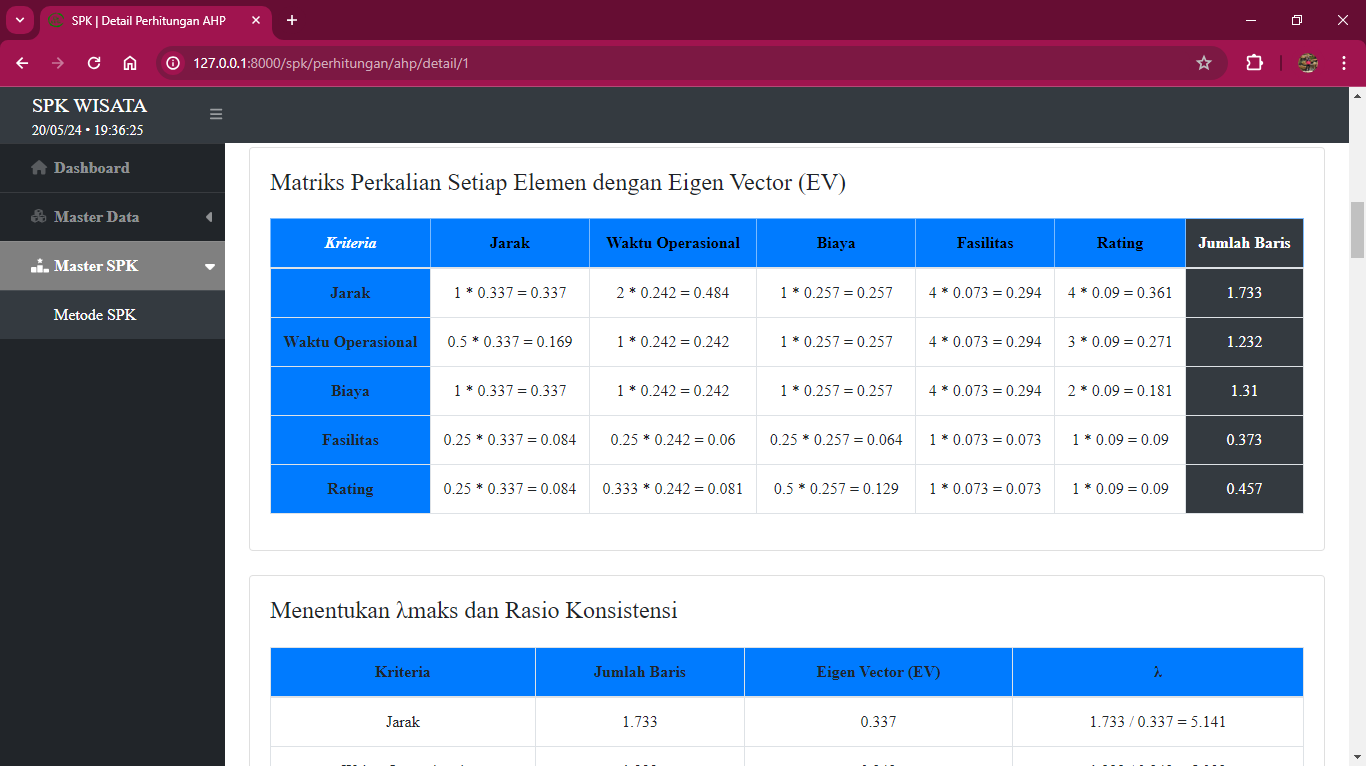 SPK | Detail Perhitungan AHP
127.0.0.1:8000/spk/perhitungan/ahp/detail/1
SPK WISATA
20/05/24 • 19:36:25
Dashboard
Master Data
Master SPK
Metode SPK
Matriks Perkalian Setiap Elemen dengan Eigen Vector (EV)
Kriteria Jarak Waktu Operasional Biaya Fasilitas Rating Jumlah Baris
Jarak 1 * 0.337 = 0.337 2 * 0.242 = 0.484 1 * 0.257 = 0.257 4 * 0.073 = 0.294 4 * 0.09 = 0.361 1.733
Waktu Operasional 0.5 * 0.337 = 0.169 1 * 0.242 = 0.242 1 * 0.257 = 0.257 4 * 0.073 = 0.294 3 * 0.09 = 0.271 1.232
Biaya 1 * 0.337 = 0.337 1 * 0.242 = 0.242 1 * 0.257 = 0.257 4 * 0.073 = 0.294 2 * 0.09 = 0.181 1.31
Fasilitas 0.25 * 0.337 = 0.084 0.25 * 0.242 = 0.06 0.25 * 0.257 = 0.064 1 * 0.073 = 0.073 1 * 0.09 = 0.09 0.373
Rating 0.25 * 0.337 = 0.084 0.333 * 0.242 = 0.081 0.5 * 0.257 = 0.129 1 * 0.073 = 0.073 1 * 0.09 = 0.09 0.457
Menentukan λmaks dan Rasio Konsistensi
Kriteria Jumlah Baris Eigen Vector (EV) λ
Jarak 1.733 0.337 1.733 / 0.337 = 5.141